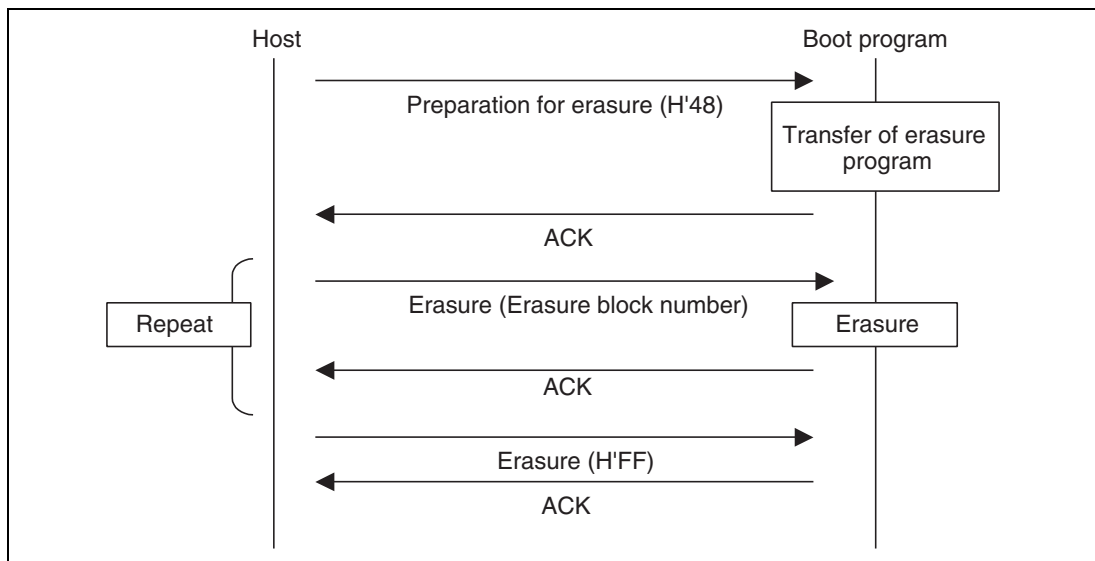 Host
Boot program
Preparation for erasure (H'48)
Transfer of erasure
program
ACK
Erasure (Erasure block number)
Repeat
Erasure
ACK
Erasure (H'FF)
ACK